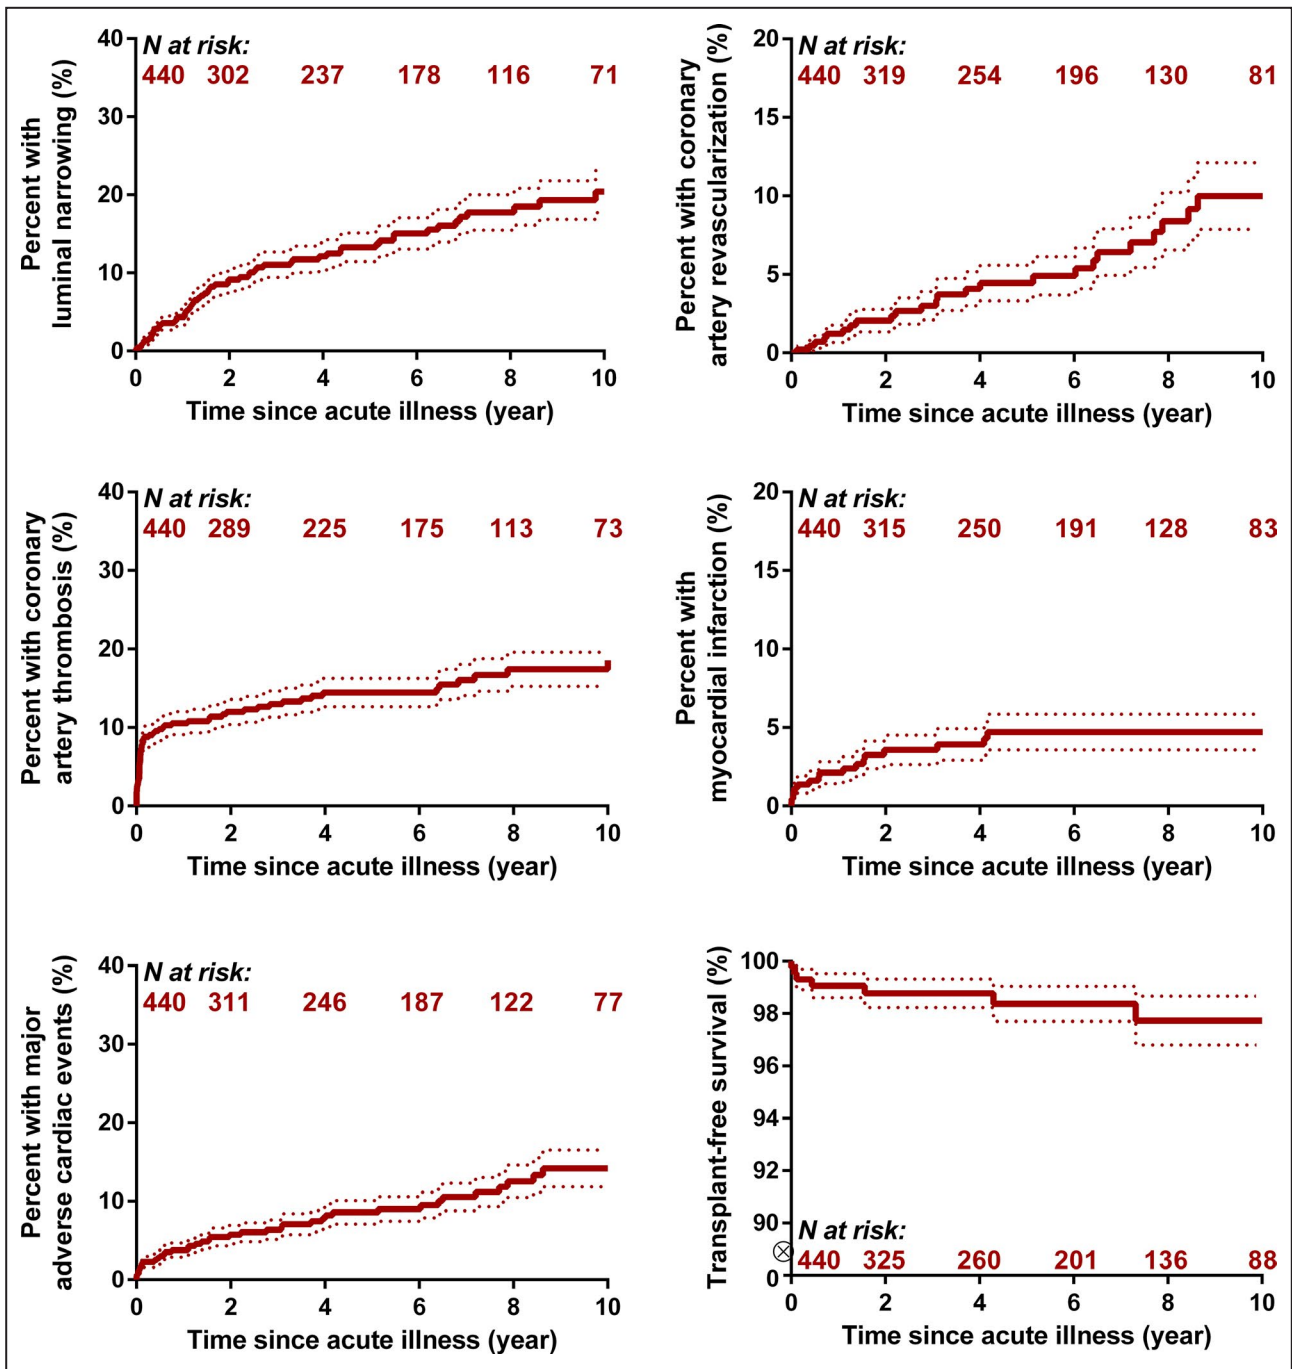 N at risk:
440 302 237 178 116 71
Percent with
luminal narrowing (%)
40
30
20
10
0
0 2 4 6 8 10
Time since acute illness (year)
N at risk:
440 319 254 196 130 81
Percent with coronary
artery revascularization (%)
20
15
10
5
0
0 2 4 6 8 10
Time since acute illness (year)
N at risk:
440 289 225 175 113 73
Percent with coronary
artery thrombosis (%)
40
30
20
10
0
0 2 4 6 8 10
Time since acute illness (year)
N at risk:
440 315 250 191 128 83
Percent with
myocardial infarction (%)
20
15
10
5
0
0 2 4 6 8 10
Time since acute illness (year)
N at risk:
440 311 246 187 122 77
Percent with major
adverse cardiac events (%)
40
30
20
10
0
0 2 4 6 8 10
Time since acute illness (year)
Transplant-free survival (%)
100
98
96
94
92
90
0
N at risk:
440 325 260 201 136 88
0 2 4 6 8 10
Time since acute illness (year)